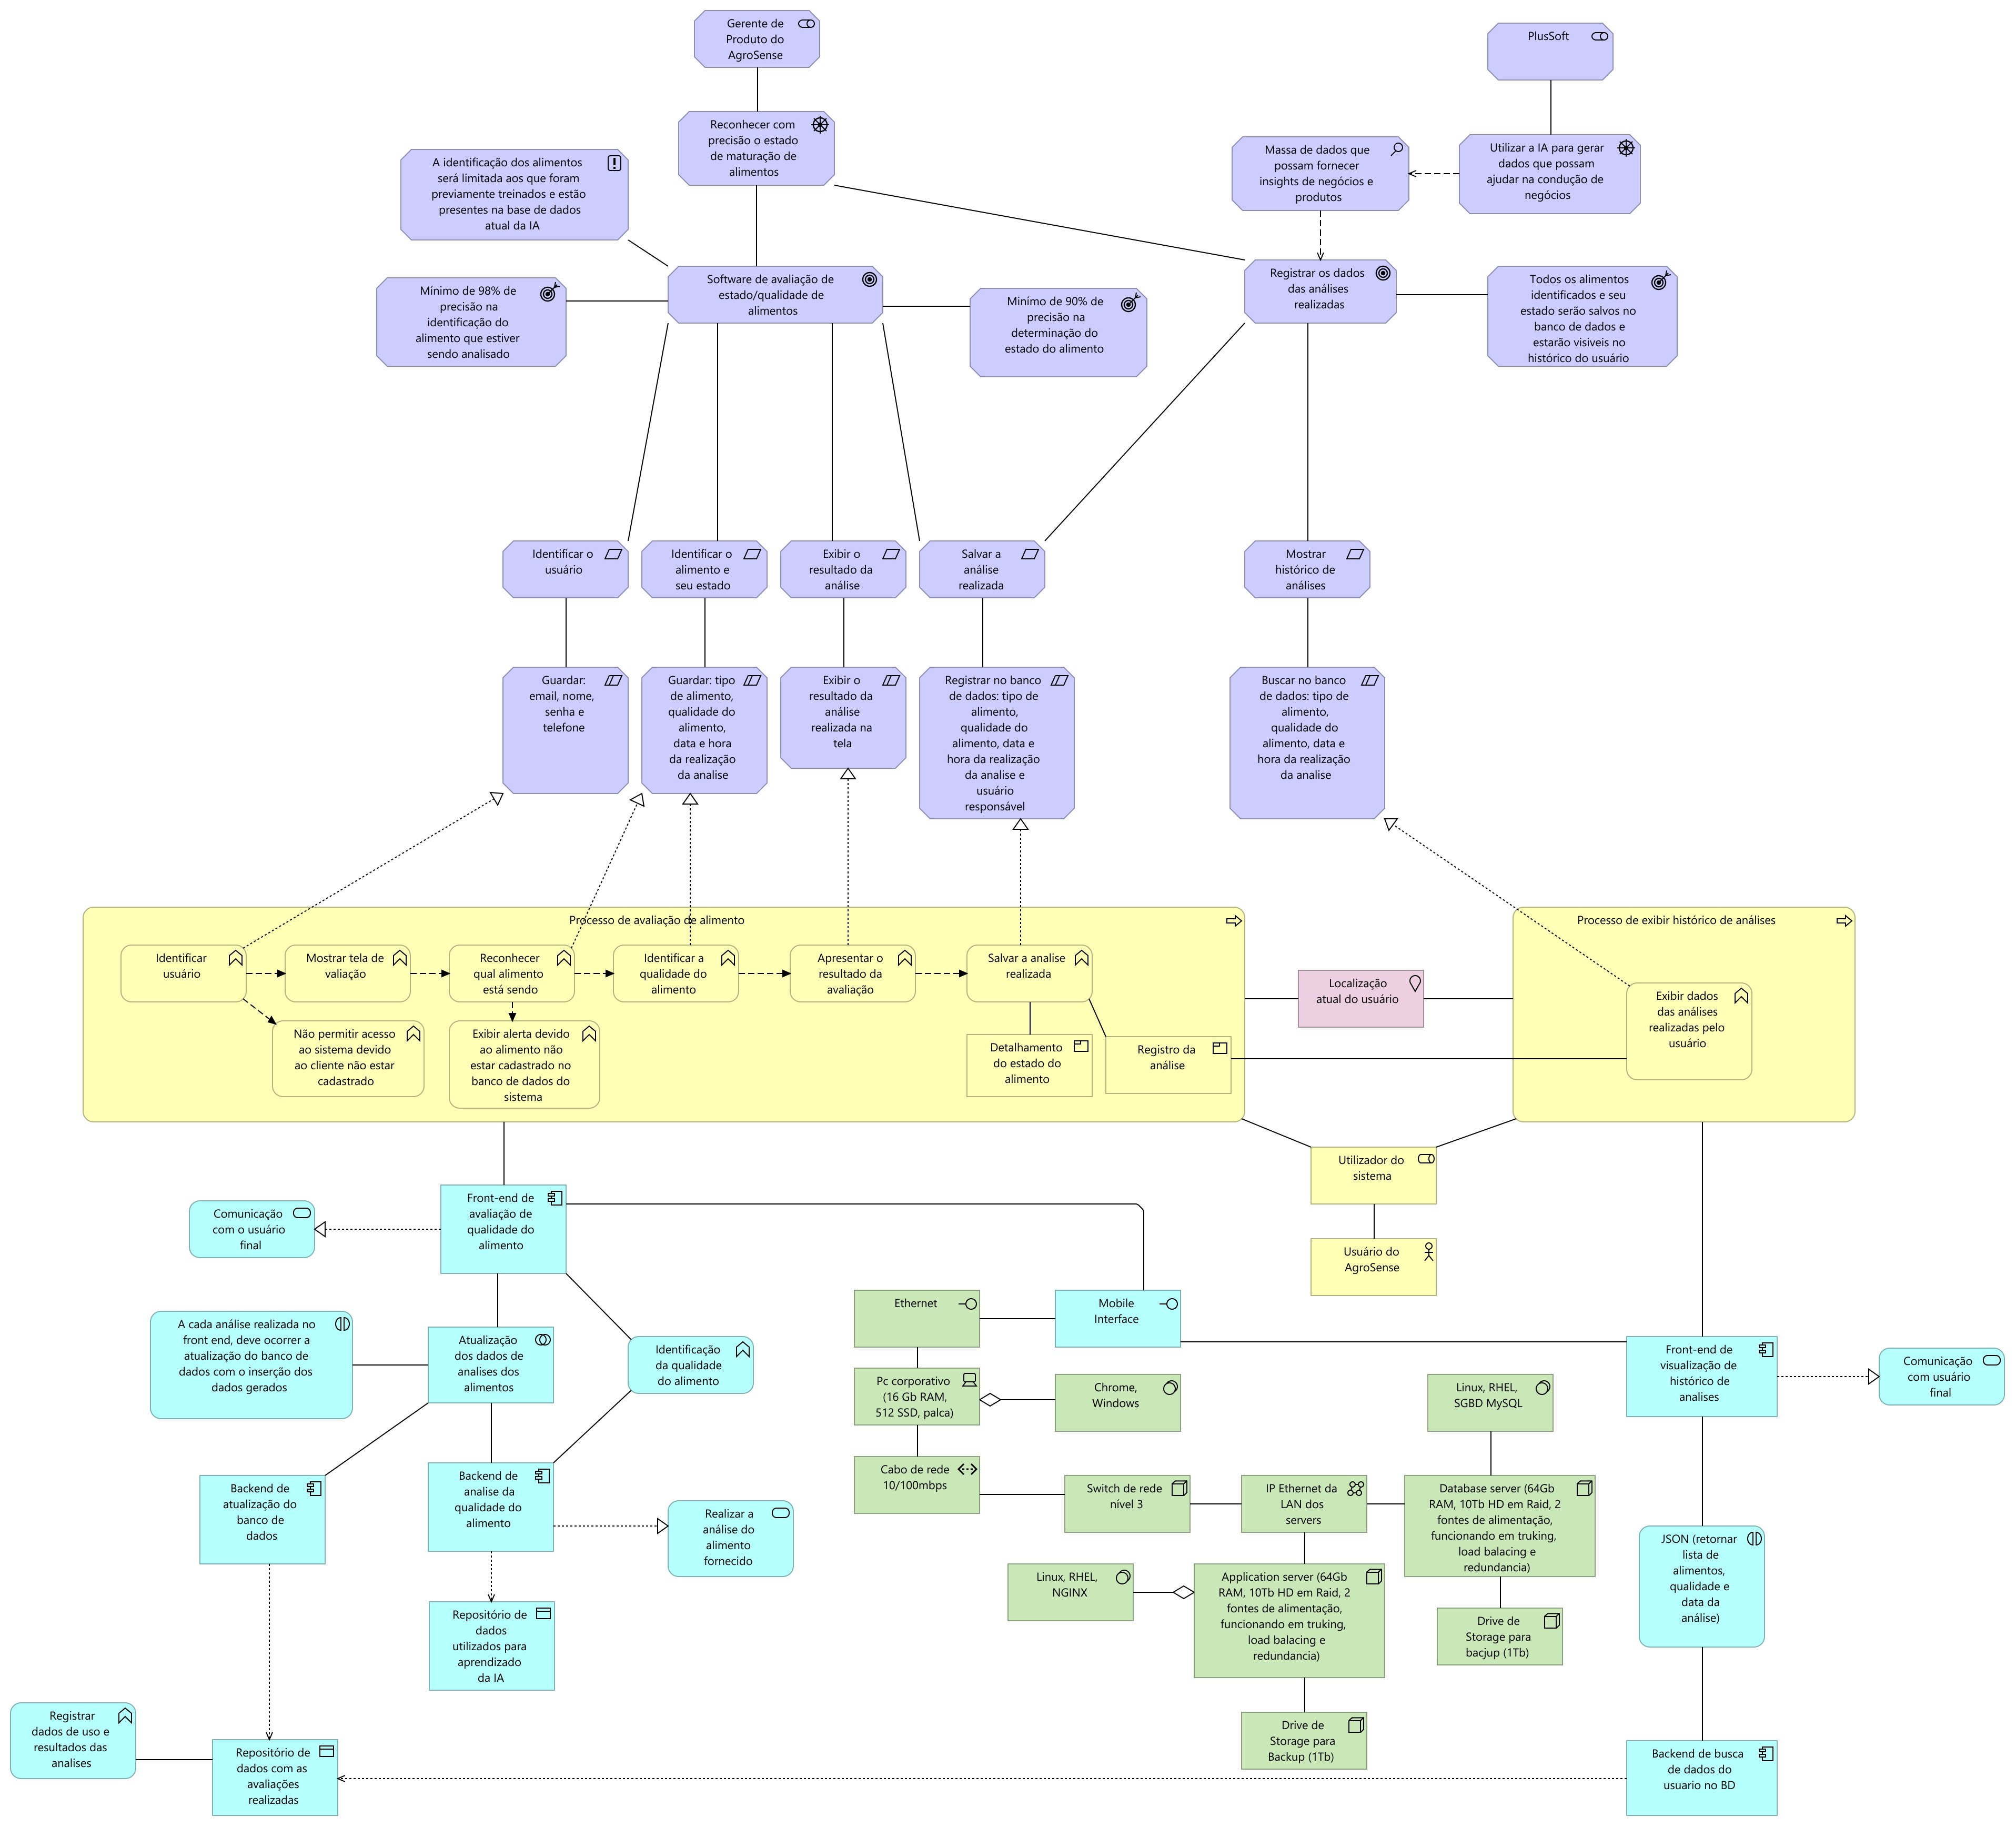 Gerente de
Produto do
AgroSense
PlusSoft
Reconhecer com
precisão o estado
de maturação de
alimentos
A identificação dos alimentos
será limitada aos que foram
previamente treinados e estão
presentes na base de dados
atual da IA
Massa de dados que
possam fornecer
insights de negócios e
produtos
Utilizar a IA para gerar
dados que possam
ajudar na condução de
negócios
Software de avaliação de
estado/qualidade de
alimentos
Registrar os dados
das análises
realizadas
Mínimo de 98% de
precisão na
identificação do
alimento que estiver
sendo analisado
Minímo de 90% de
precisão na
determinação do
estado do alimento
Todos os alimentos
identificados e seu
estado serão salvos no
banco de dados e
estarão visiveis no
histórico do usuário
Identificar o
usuário
Identificar o
alimento e
seu estado
Exibir o
resultado da
análise
Salvar a
análise
realizada
Mostrar
histórico de
análises
Guardar:
email, nome,
senha e
telefone
Guardar: tipo
de alimento,
qualidade do
alimento,
data e hora
da realização
da analise
Exibir o
resultado da
análise
realizada na
tela
Registrar no banco
de dados: tipo de
alimento,
qualidade do
alimento, data e
hora da realização
da analise e
usuário
responsável
Buscar no banco
de dados: tipo de
alimento,
qualidade do
alimento, data e
hora da realização
da analise
Processo de avaliação de alimento
Identificar
usuário
Mostrar tela de
valiação
Reconhecer
qual alimento
está sendo
Identificar a
qualidade do
alimento
Apresentar o
resultado da
avaliação
Salvar a analise
realizada
Não permitir acesso
ao sistema devido
ao cliente não estar
cadastrado
Exibir alerta devido
ao alimento não
estar cadastrado no
banco de dados do
sistema
Detalhamento
do estado do
alimento
Registro da
análise
Localização
atual do usuário
Processo de exibir histórico de análises
Exibir dados
das análises
realizadas pelo
usuário
Utilizador do
sistema
Usuário do
AgroSense
Comunicação
com o usuário
final
Front-end de
avaliação de
qualidade do
alimento
A cada análise realizada no
front end, deve ocorrer a
atualização do banco de
dados com o inserção dos
dados gerados
Atualização
dos dados de
analises dos
alimentos
Identificação
da qualidade
do alimento
Ethernet
Mobile
Interface
Front-end de
visualização de
histórico de
analises
Comunicação
com usuário
final
Pc corporativo
(16 Gb RAM,
512 SSD, palca)
Chrome,
Windows
Linux, RHEL,
SGBD MySQL
Cabo de rede
10/100mbps
Switch de rede
nível 3
IP Ethernet da
LAN dos
servers
Database server (64Gb
RAM, 10Tb HD em Raid, 2
fontes de alimentação,
funcionando em truking,
load balacing e
redundancia)
Backend de
atualização do
banco de
dados
Backend de
analise da
qualidade do
alimento
Realizar a
análise do
alimento
fornecido
JSON (retornar
lista de
alimentos,
qualidade e
data da
análise)
Linux, RHEL,
NGINX
Application server (64Gb
RAM, 10Tb HD em Raid, 2
fontes de alimentação,
funcionando em truking,
load balacing e
redundancia)
Drive de
Storage para
bacjup (1Tb)
Repositório de
dados
utilizados para
aprendizado
da IA
Registrar
dados de uso e
resultados das
analises
Repositório de
dados com as
avaliações
realizadas
Drive de
Storage para
Backup (1Tb)
Backend de busca
de dados do
usuario no BD